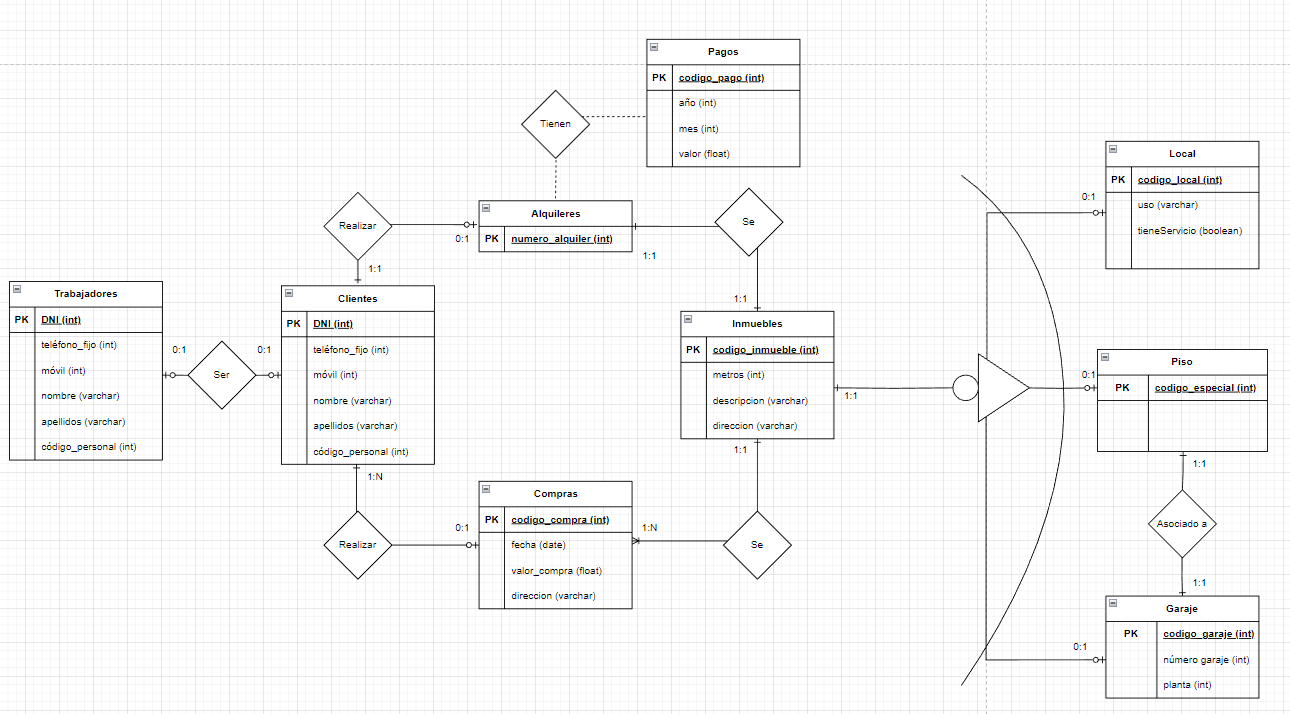 Pagos
PK codigo_pago (int)
año (int)
mes (int)
valor (float)
Tienen
Local
PK codigo_local (int)
uso (varchar)
tieneServicio (boolean)
0:1
Realizar
0:1
1:1
Alquileres
PK numero_alquiler (int)
1:1
Se
1:1
Trabajadores
PK DNI (int)
teléfono_fijo (int)
móvil (int)
nombre (varchar)
apellidos (varchar)
código_personal (int)
0:1
Ser
0:1
Clientes
PK DNI (int)
teléfono_fijo (int)
móvil (int)
nombre (varchar)
apellidos (varchar)
código_personal (int)
1:N
Inmuebles
PK codigo_inmueble (int)
metros (int)
descripcion (varchar)
direccion (varchar)
1:1
1:1
0:1
Piso
PK codigo_especial (int)
1:1
Asociado a
1:1
Realizar
0:1
Compras
PK codigo_compra (int)
fecha (date)
valor_compra (float)
direccion (varchar)
1:N
Se
0:1
Garaje
PK codigo_garaje (int)
número garaje (int)
planta (int)